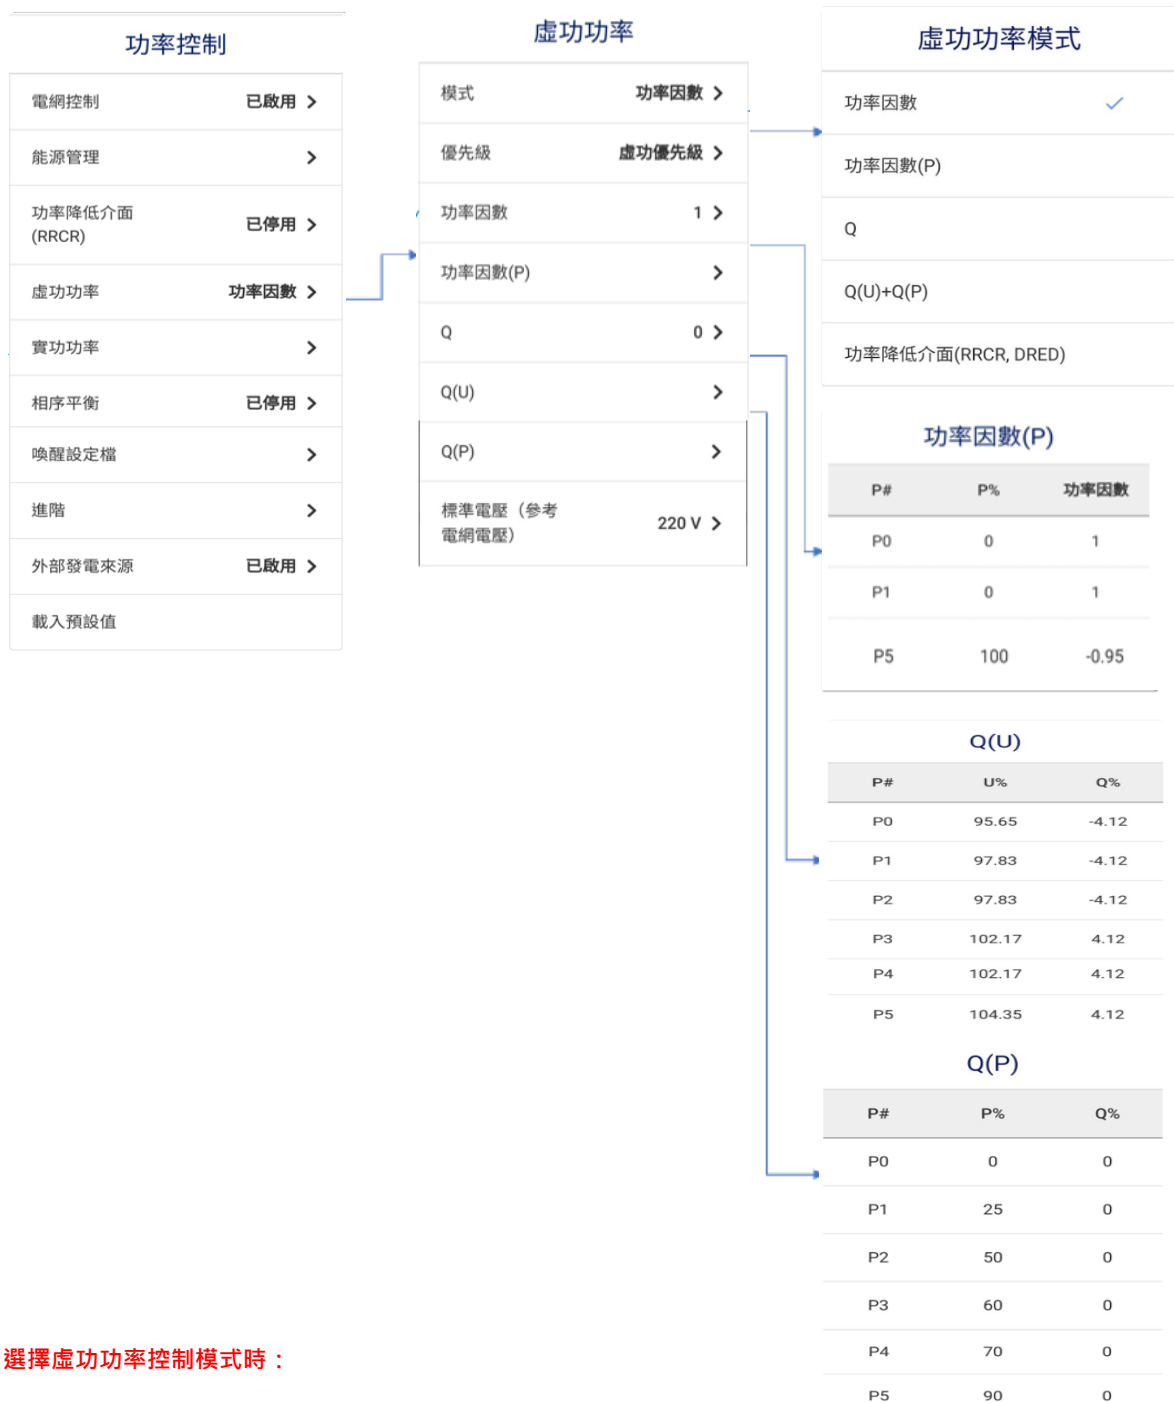 功率控制
電網控制 已啟用
能源管理
功率降低介面
(RRCR) 已停用
虛功功率 功率因數
實功功率
相序平衡 已停用
喚醒設定檔
進階
外部發電來源 已啟用
載入預設值
虛功功率
模式 功率因數
優先級 虛功優先級
功率因數 1
功率因數(P)
Q 0
Q(U)
Q(P)
標準電壓（參考
電網電壓） 220 V
虛功功率模式
功率因數
功率因數(P)
Q
Q(U)+Q(P)
功率降低介面(RRCR, DRED)
功率因數(P)
P# P% 功率因數
P0 0 1
P1 0 1
P5 100 -0.95
Q(U)
P# U% Q%
P0 95.65 -4.12
P1 97.83 -4.12
P2 97.83 -4.12
P3 102.17 4.12
P4 102.17 4.12
P5 104.35 4.12
Q(P)
P# P% Q%
P0 0 0
P1 25 0
P2 50 0
P3 60 0
P4 70 0
P5 90 0
選擇虛功功率控制模式時：